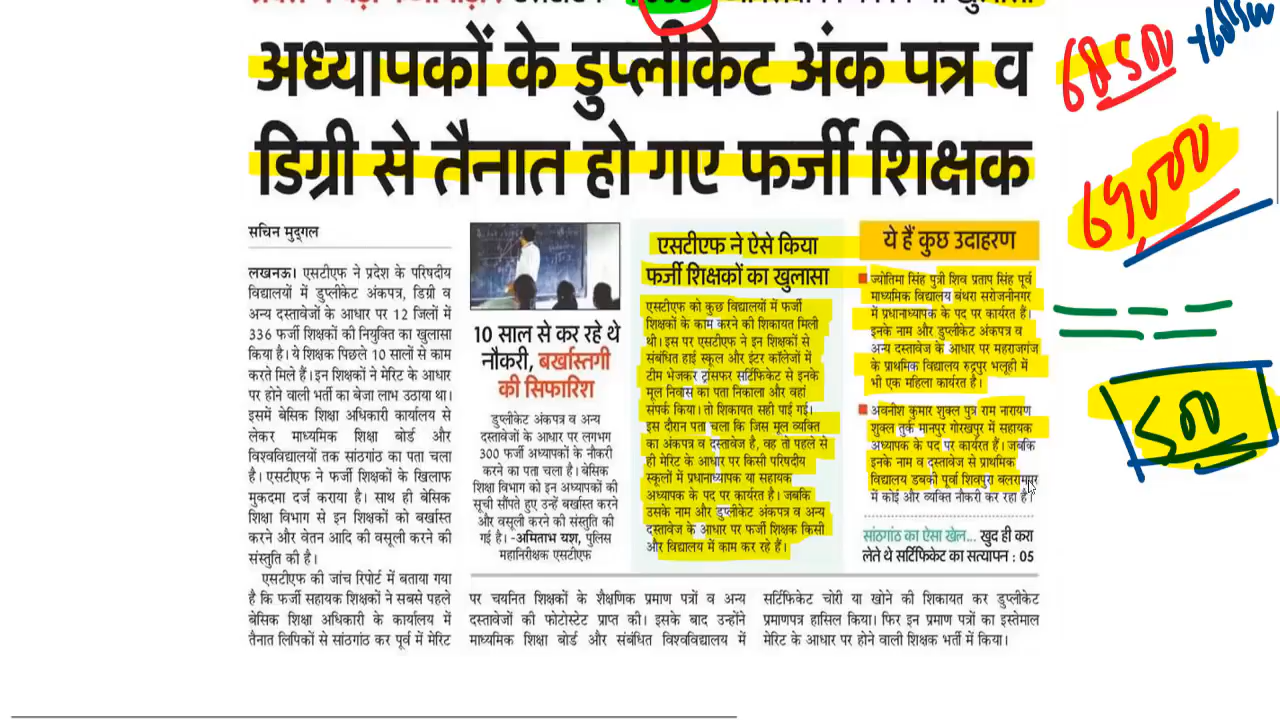 अध्यापकों के डुप्लीकेट अंक पत्र व
डिग्री से तैनात हो गए फर्जी शिक्षक
सचिन मुद्गल
लखनऊ। एसटीएफ ने प्रदेश के परिषदीय
विद्यालयों में डुप्लीकेट अंकपत्र, डिग्री व
अन्य दस्तावेजों के आधार पर 12 जिलों में
336 फर्जी शिक्षकों की नियुक्ति का खुलासा
किया है। ये शिक्षक पिछले 10 सालों से काम
करते मिले हैं। इन शिक्षकों ने मेरिट के आधार
पर होने वाली भर्ती का बेजा लाभ उठाया था।
इसमें बेसिक शिक्षा अधिकारी कार्यालय से
लेकर माध्यमिक शिक्षा बोर्ड और
विश्वविद्यालयों तक सांठगांठ का पता चला
है। एसटीएफ ने फर्जी शिक्षकों के खिलाफ
मुकदमा दर्ज कराया है। साथ ही बेसिक
शिक्षा विभाग से इन शिक्षकों को बर्खास्त
करने और वेतन आदि की वसूली करने की
संस्तुति की है।
एसटीएफ की जांच रिपोर्ट में बताया गया
है कि फर्जी सहायक शिक्षकों ने सबसे पहले
बेसिक शिक्षा अधिकारी के कार्यालय में
तैनात लिपिकों से सांठगांठ कर पूर्व में मेरिट
10 साल से कर रहे थे
नौकरी, बर्खास्तगी
की सिफारिश
डुप्लीकेट अंकपत्र व अन्य
दस्तावेजों के आधार पर लगभग
300 फर्जी अध्यापकों के नौकरी
करने का पता चला है। बेसिक
शिक्षा विभाग को इन अध्यापकों की
सूची सौंपते हुए उन्हें बर्खास्त करने
और वसूली करने की संस्तुति की
गई है। -अमिताभ यश, पुलिस
महानिरीक्षक एसटीएफ
एसटीएफ ने ऐसे किया
फर्जी शिक्षकों का खुलासा
एसटीएफ को कुछ विद्यालयों में फर्जी
शिक्षकों के काम करने की शिकायत मिली
थी। इस पर एसटीएफ ने इन शिक्षकों से
संबंधित हाई स्कूल और इंटर कॉलेजों में
टीम भेजकर ट्रांसफर सर्टिफिकेट से इनके
मूल निवास का पता निकाला और वहां
संपर्क किया। तो शिकायत सही पाई गई।
इस दौरान पता चला कि जिस मूल व्यक्ति
का अंकपत्र व दस्तावेज है, वह तो पहले से
ही मेरिट के आधार पर किसी परिषदीय
स्कूलों में प्रधानाध्यापक या सहायक
अध्यापक के पद पर कार्यरत है। जबकि
उसके नाम और डुप्लीकेट अंकपत्र व अन्य
दस्तावेज के आधार पर फर्जी शिक्षक किसी
और विद्यालय में काम कर रहे हैं।
ये हैं कुछ उदाहरण
ज्योतिमा सिंह पुत्री शिव प्रताप सिंह पूर्व
माध्यमिक विद्यालय बंथरा सरोजनीनगर
में प्रधानाध्यापक के पद पर कार्यरत हैं।
इनके नाम और डुप्लीकेट अंकपत्र व
अन्य दस्तावेज के आधार पर महराजगंज
के प्राथमिक विद्यालय रुद्रपुर भलूही में
भी एक महिला कार्यरत है।
अवनीश कुमार शुक्ल पुत्र राम नारायण
शुक्ल तुर्क मानपुर गोरखपुर में सहायक
अध्यापक के पद पर कार्यरत हैं। जबकि
इनके नाम व दस्तावेज से प्राथमिक
विद्यालय डबकी पूर्वा शिवपुरा बलरामपुर
में कोई और व्यक्ति नौकरी कर रहा है।
सांठगांठ का ऐसा खेल... खुद ही करा
लेते थे सर्टिफिकेट का सत्यापन : 05
पर चयनित शिक्षकों के शैक्षणिक प्रमाण पत्रों व अन्य
दस्तावेजों की फोटोस्टेट प्राप्त की। इसके बाद उन्होंने
माध्यमिक शिक्षा बोर्ड और संबंधित विश्वविद्यालय में
सर्टिफिकेट चोरी या खोने की शिकायत कर डुप्लीकेट
प्रमाणपत्र हासिल किया। फिर इन प्रमाण पत्रों का इस्तेमाल
मेरिट के आधार पर होने वाली शिक्षक भर्ती में किया।
68500
69000
500